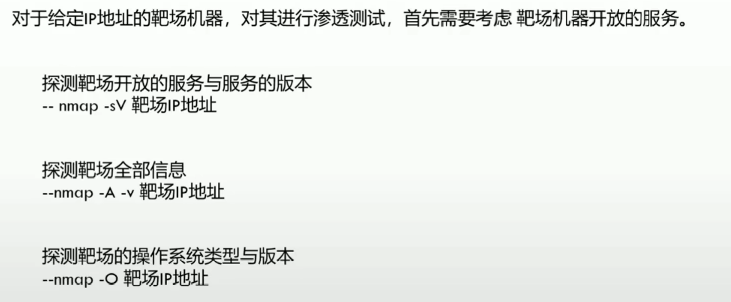 对于给定IP地址的靶场机器，对其进行渗透测试，首先需要考虑 靶场机器开放的服务。
探测靶场开放的服务与服务的版本
-- nmap -sV 靶场IP地址
探测靶场全部信息
--nmap -A -v 靶场IP地址
探测靶场的操作系统类型与版本
--nmap -O 靶场IP地址